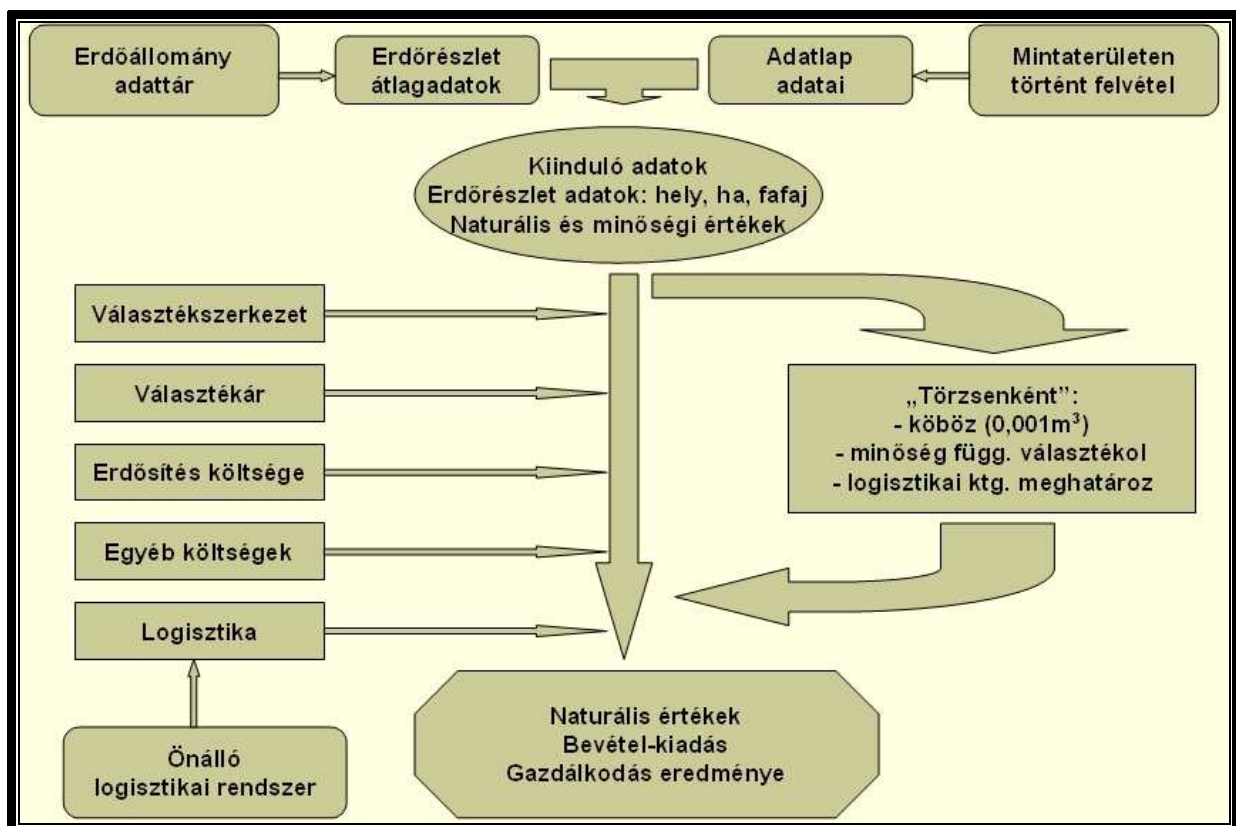 Erdőállomány
adattár
Erdőrészlet
átlagadatok
Adatlap
adatai
Mintaterületen
történt felvétel
Kiinduló adatok
Erdőrészlet adatok: hely, ha, fafaj
Naturális és minőségi értékek
Választékszerkezet
Választékár
Erdősítés költsége
Egyéb költségek
Logisztika
Önálló
logisztikai rendszer
„Törzsenként”:
- köböz (0,001m³)
- minőség függ. választékol
- logisztikai ktg. meghatároz
Naturális értékek
Bevétel-kiadás
Gazdálkodás eredménye